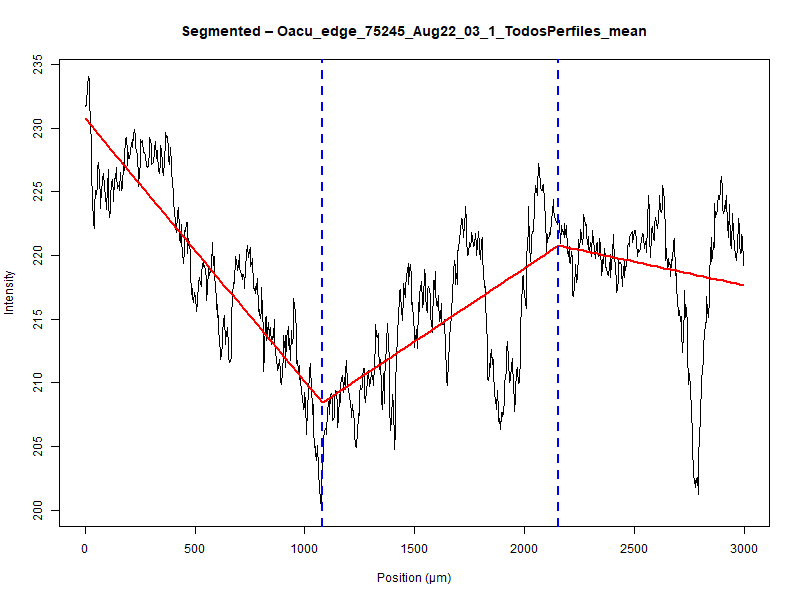 Segmented – Oacu_edge_75245_Aug22_03_1_TodosPerfiles_mean
Intensity
235
230
225
220
215
210
205
200
0 500 1000 1500 2000 2500 3000
Position (µm)